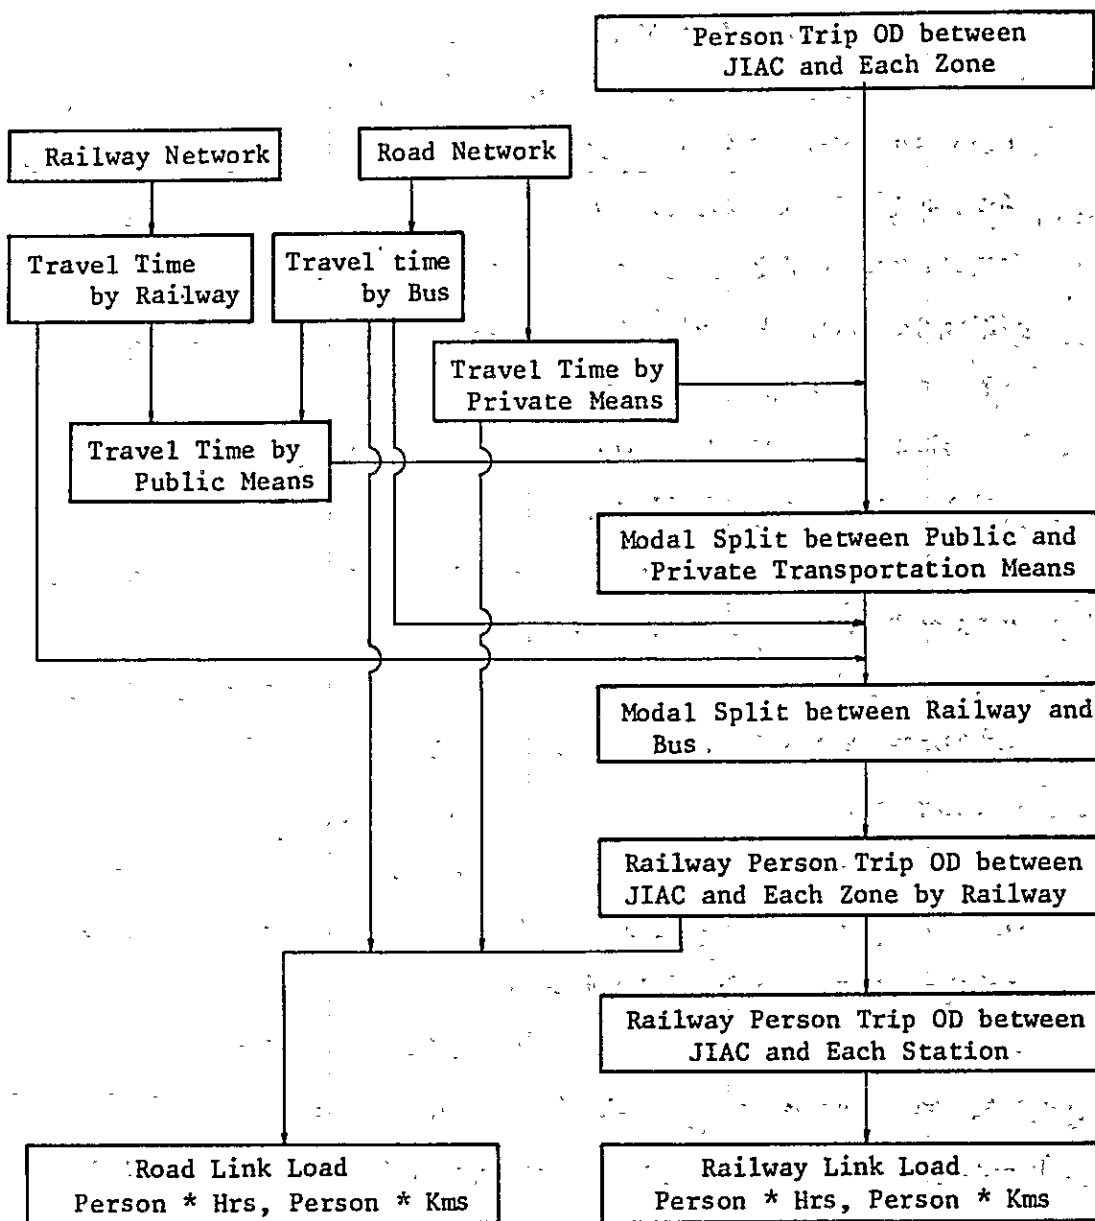 Person Trip OD between
JIAC and Each Zone
Railway Network
Road Network
Travel Time
by Railway
Travel time
by Bus
Travel Time by
Private Means
Travel Time by
Public Means
Modal Split between Public and
Private Transportation Means
Modal Split between Railway and
Bus
Railway Person Trip OD between
JIAC and Each Zone by Railway
Railway Person Trip OD between
JIAC and Each Station
Road Link Load
Person * Hrs, Person * Kms
Railway Link Load
Person * Hrs, Person * Kms